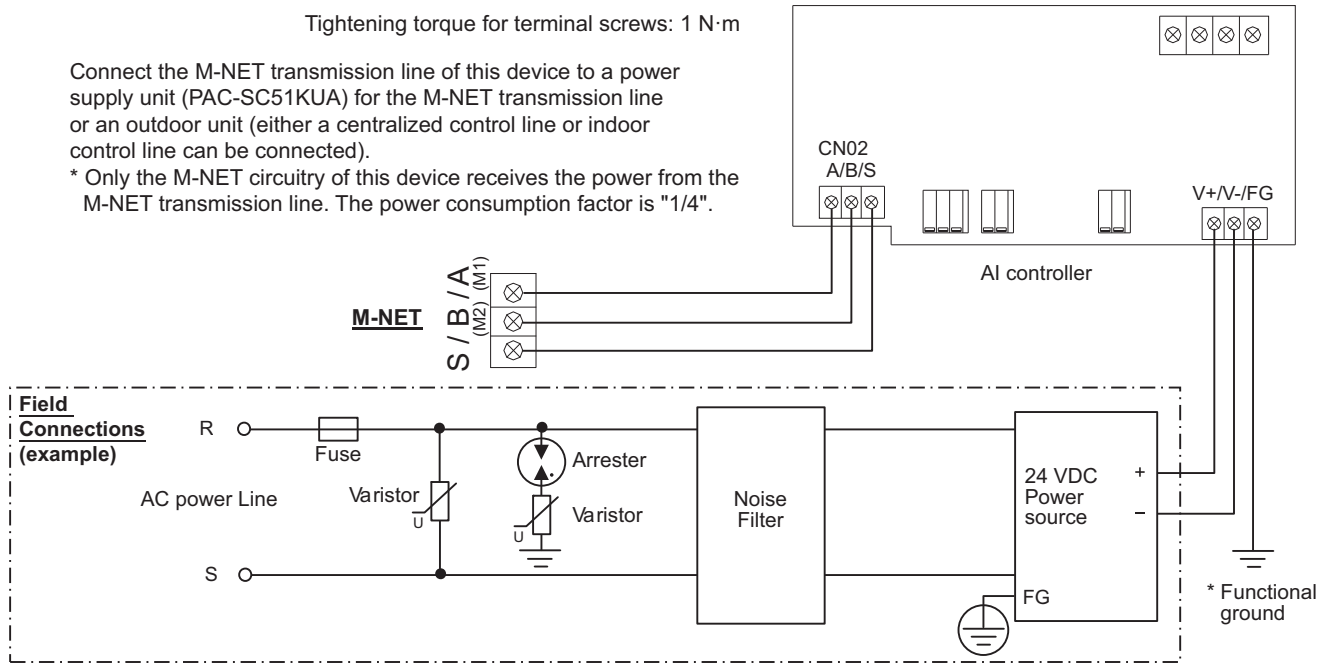 Tightening torque for terminal screws: 1 N·m
Connect the M-NET transmission line of this device to a power
supply unit (PAC-SC51KUA) for the M-NET transmission line
or an outdoor unit (either a centralized control line or indoor
control line can be connected).
* Only the M-NET circuitry of this device receives the power from the
M-NET transmission line. The power consumption factor is "1/4".
CN02
A/B/S
V+/V-/FG
AI controller
M-NET
S / B / A
(M2) (M1)
Field
Connections
(example)
R
Fuse
AC power Line
Varistor
U
Arrester
Varistor
U
S
Noise
Filter
24 VDC
Power
source
+
−
FG
* Functional
ground